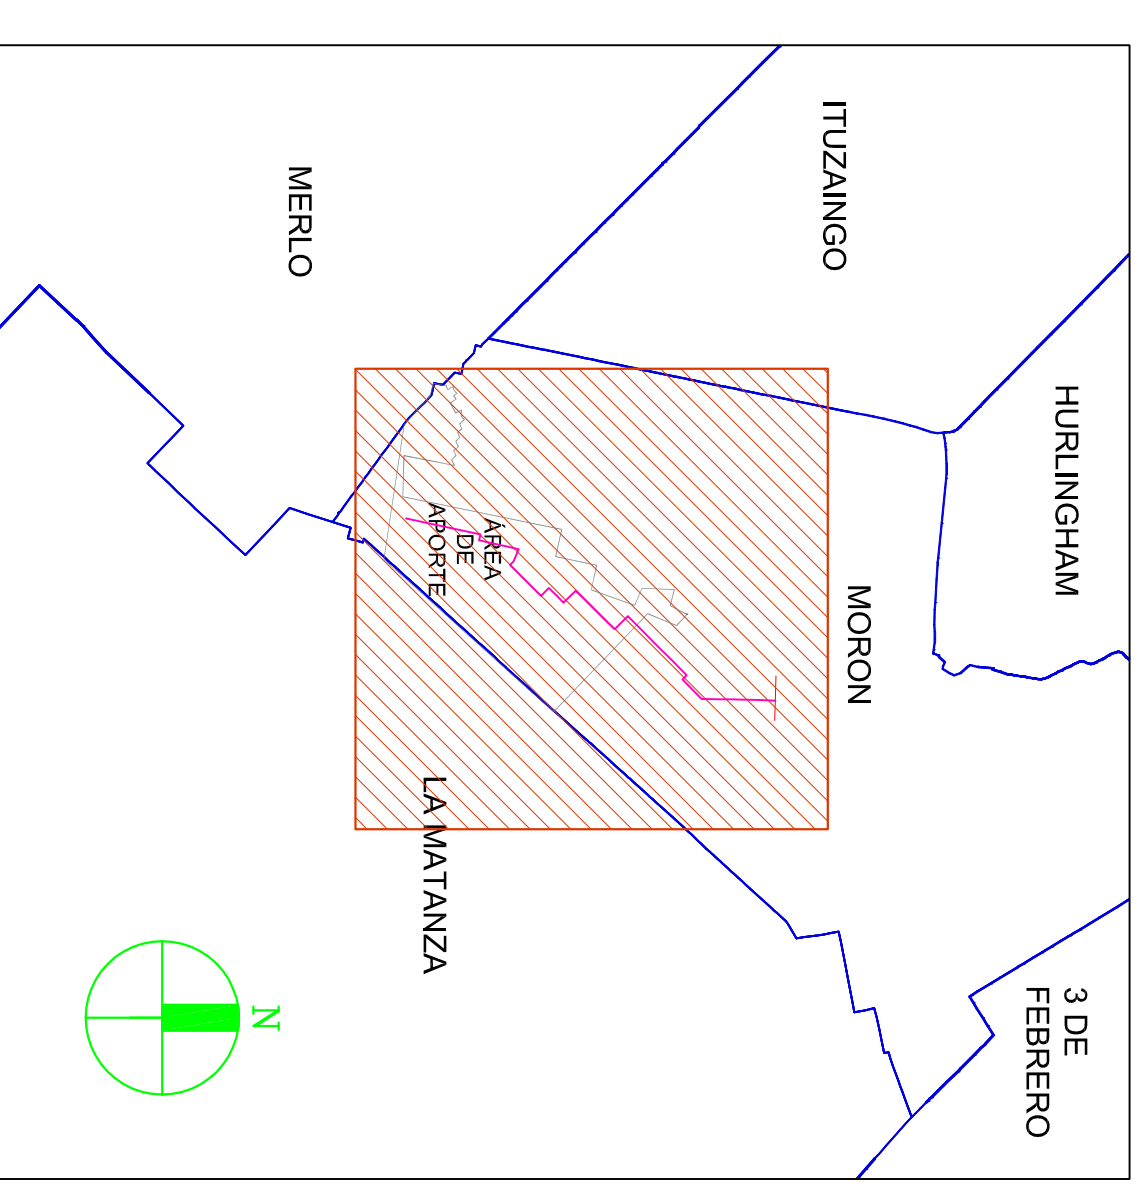 3 DE
FEBRERO
HURLINGHAM
ITUZAINGO
MORON
ÁREA
DE
APORTE
LA MATANZA
MERLO
N